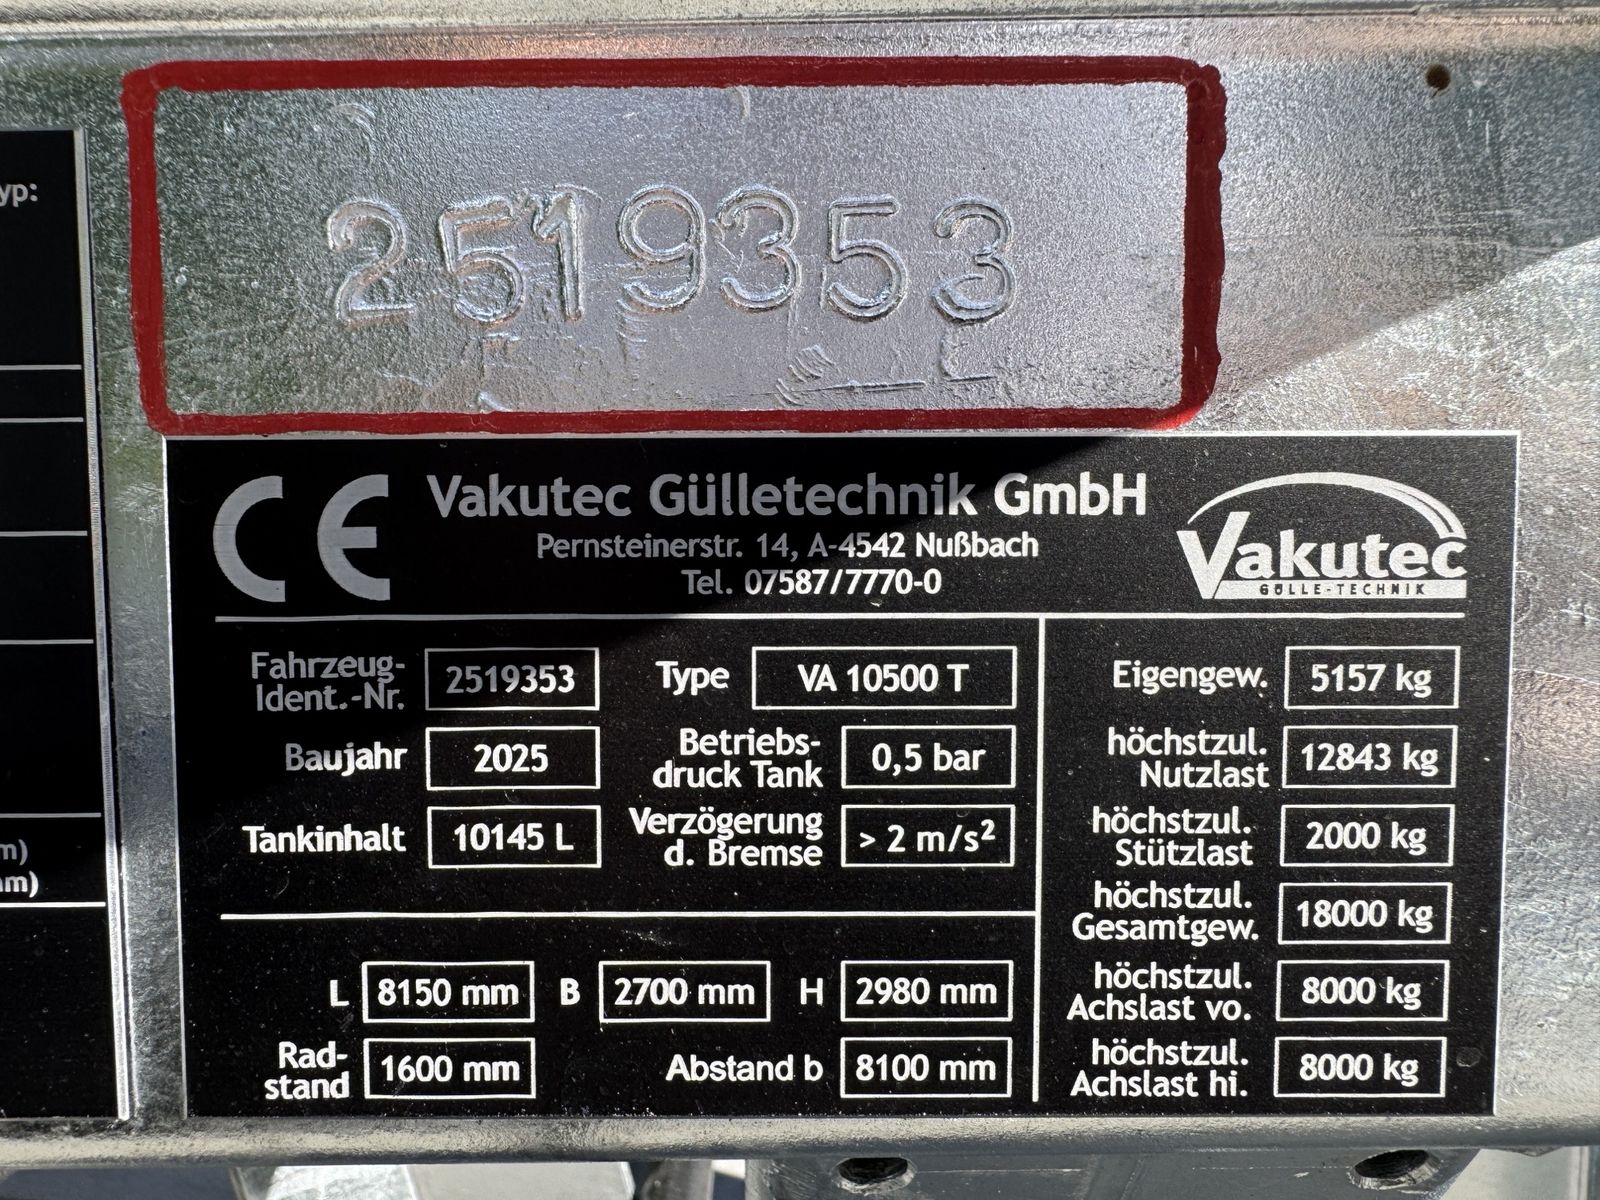 yp:
2519353
CE
Vakutec Gülletechnik GmbH
Pernsteinerstr. 14, A-4542 Nußbach
Tel. 07587/7770-0
Vakutec
GÜLLE-TECHNIK
Fahrzeug-
Ident.-Nr.
2519353
Type
VA 10500 T
Eigengew.
5157 kg
Baujahr
2025
Betriebs-
druck Tank
0,5 bar
höchstzul.
Nutzlast
12843 kg
Tankinhalt
10145 L
Verzögerung
d. Bremse
> 2 m/s²
höchstzul.
Stützlast
2000 kg
höchstzul.
Gesamtgew.
18000 kg
L
8150 mm
B
2700 mm
H
2980 mm
höchstzul.
Achslast vo.
8000 kg
Rad-
stand
1600 mm
Abstand b
8100 mm
höchstzul.
Achslast hi.
8000 kg
m)
m)